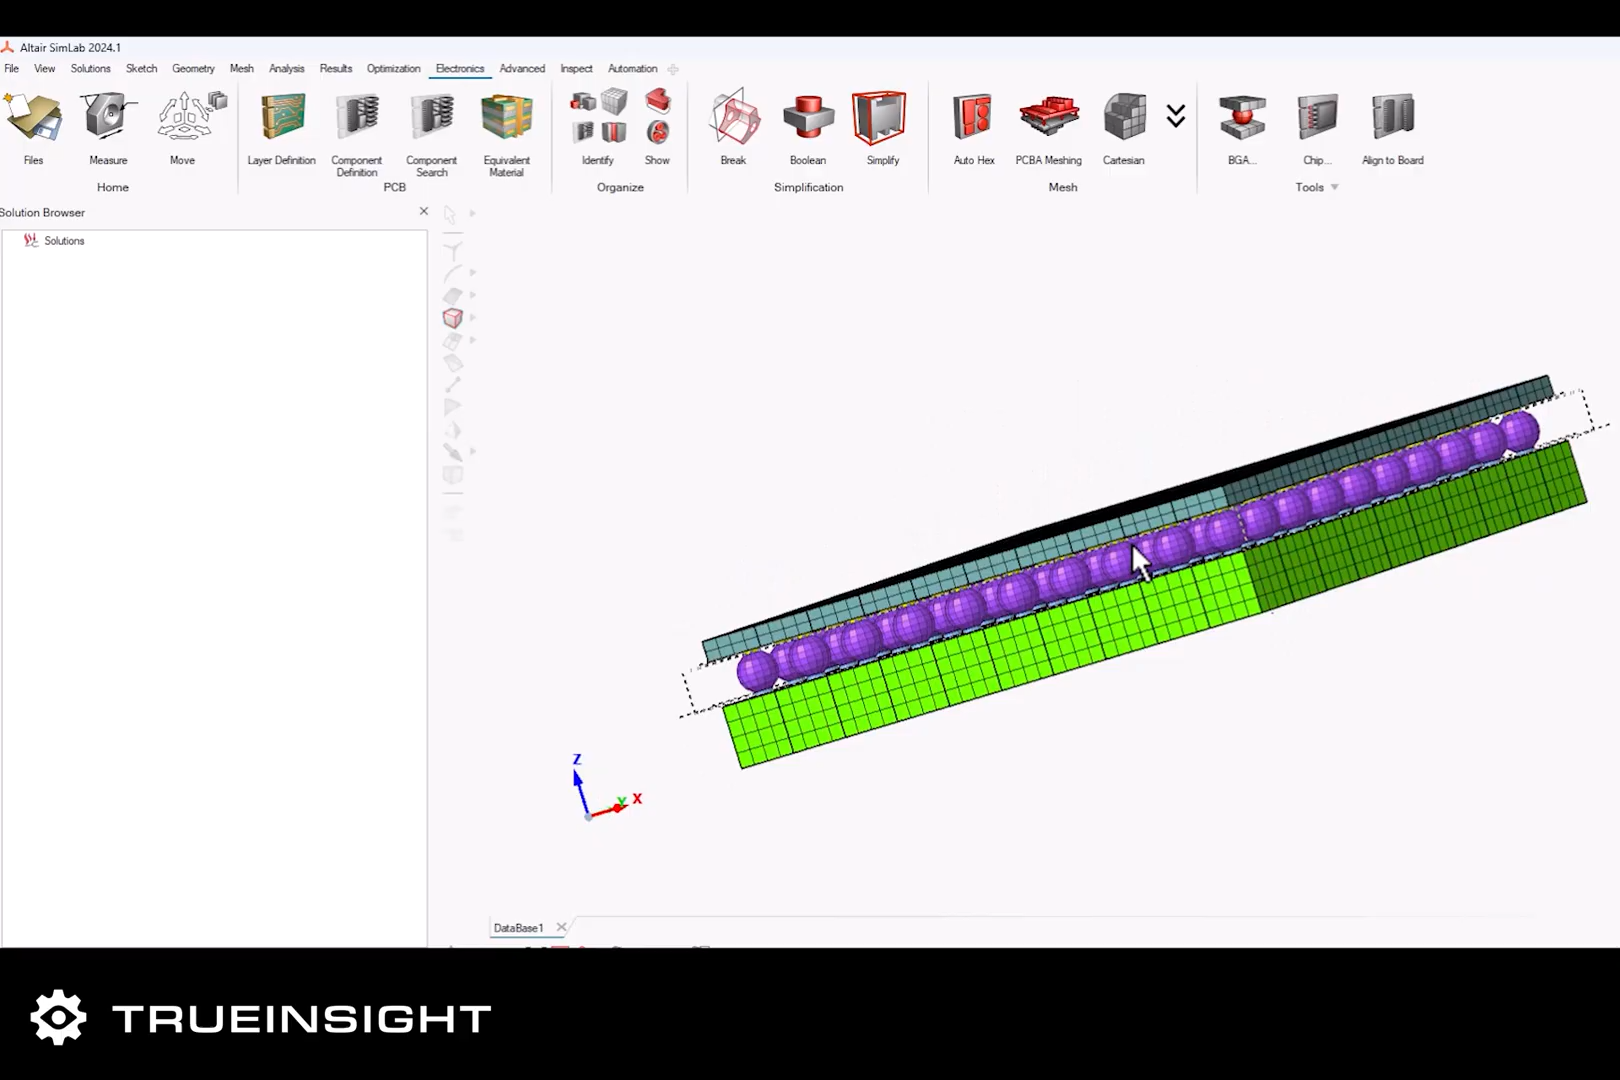 Altair SimLab 2024.1
File View Solutions Sketch Geometry Mesh Analysis Results Optimization Electronics Advanced Inspect Automation
Files Measure Move Layer Definition Component Definition Component Search Equivalent Material Identify Show Break Boolean Simplify Auto Hex PCBA Meshing Cartesian BGA... Chip... Align to Board
Home PCB Organize Simplification Mesh Tools
Solution Browser
Solutions
Z
Y X
DataBase1
TRUEINSIGHT